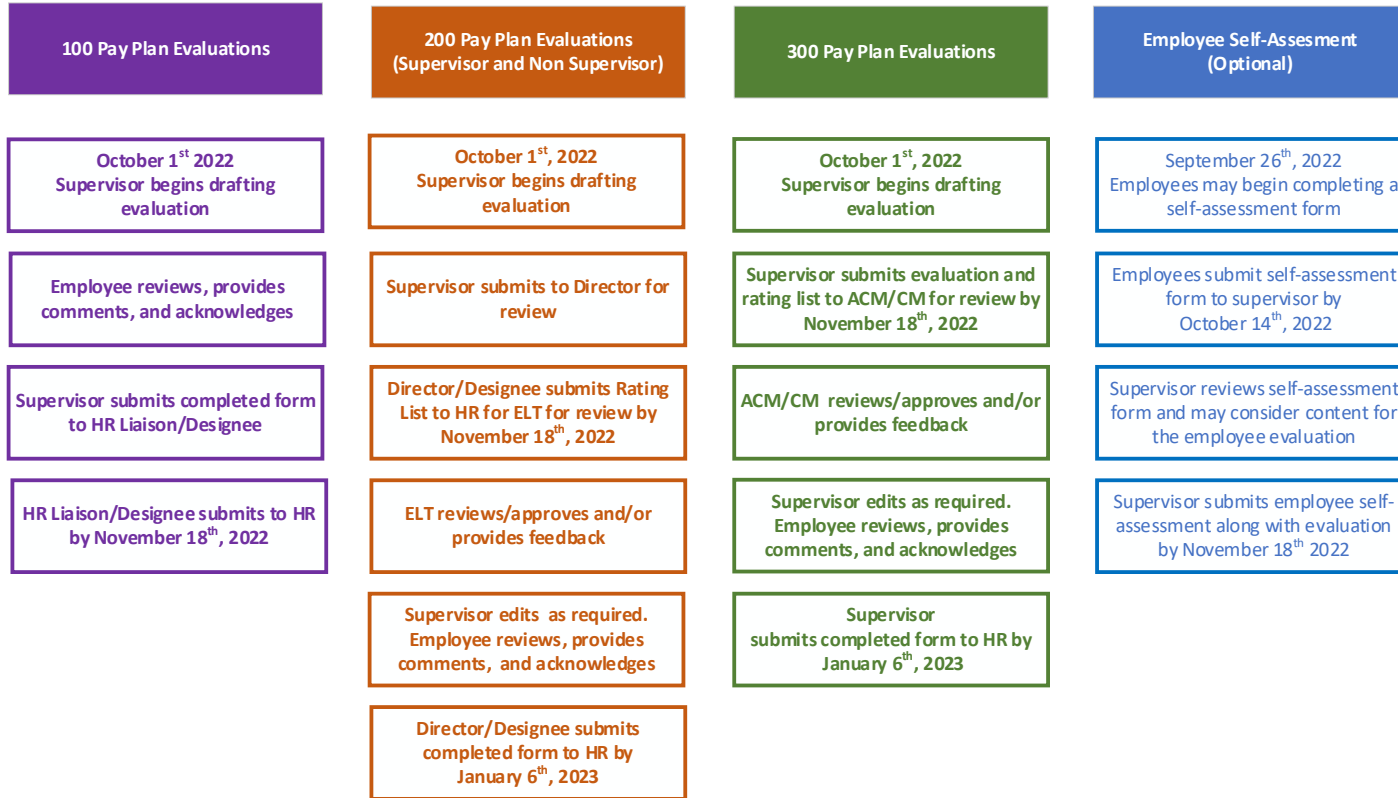 100 Pay Plan Evaluations
October 1st 2022
Supervisor begins drafting
evaluation
Employee reviews, provides
comments, and acknowledges
Supervisor submits completed form
to HR Liaison/Designee
HR Liaison/Designee submits to HR
by November 18th, 2022
200 Pay Plan Evaluations
(Supervisor and Non Supervisor)
October 1st, 2022
Supervisor begins drafting
evaluation
Supervisor submits to Director for
review
Director/Designee submits Rating
List to HR for ELT for review by
November 18th, 2022
ELT reviews/approves and/or
provides feedback
Supervisor edits as required.
Employee reviews, provides
comments, and acknowledges
Director/Designee submits
completed form to HR by
January 6th, 2023
300 Pay Plan Evaluations
October 1st, 2022
Supervisor begins drafting
evaluation
Supervisor submits evaluation and
rating list to ACM/CM for review by
November 18th, 2022
ACM/CM reviews/approves and/or
provides feedback
Supervisor edits as required.
Employee reviews, provides
comments, and acknowledges
Supervisor
submits completed form to HR by
January 6th, 2023
Employee Self-Assesment
(Optional)
September 26th, 2022
Employees may begin completing a
self-assessment form
Employees submit self-assessment
form to supervisor by
October 14th, 2022
Supervisor reviews self-assessment
form and may consider content for
the employee evaluation
Supervisor submits employee self-
assessment along with evaluation
by November 18th 2022